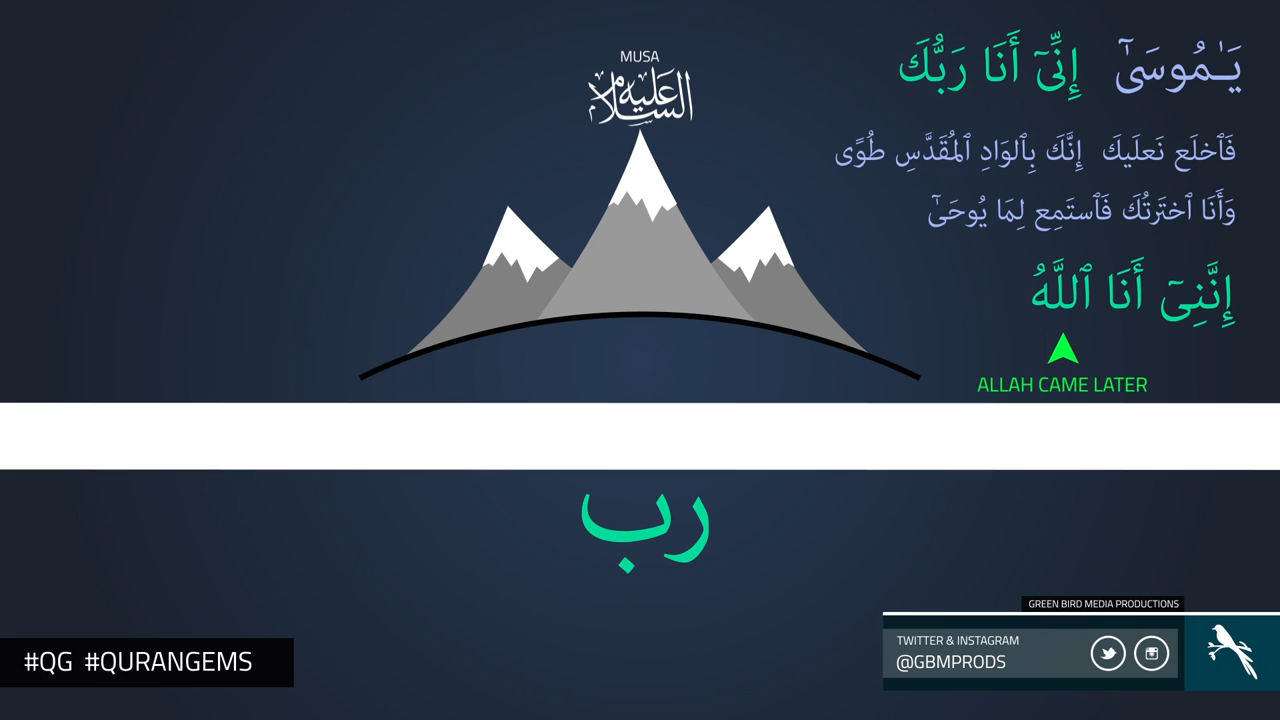 MUSA
عليه السلام
يَـٰمُوسَىٰٓ إِنِّىٓ أَنَا رَبُّكَ
فَٱخلَع نَعلَيكَ إِنَّكَ بِٱلوَادِ ٱلمُقَدَّسِ طُوًى
وَأَنَا ٱختَرتُكَ فَٱستَمِع لِمَا يُوحَىٰٓ
إِنَّنِىٓ أَنَا ٱللَّهُ
ALLAH CAME LATER
رب
GREEN BIRD MEDIA PRODUCTIONS
TWITTER & INSTAGRAM
@GBMPRODS
#QG #QURANGEMS